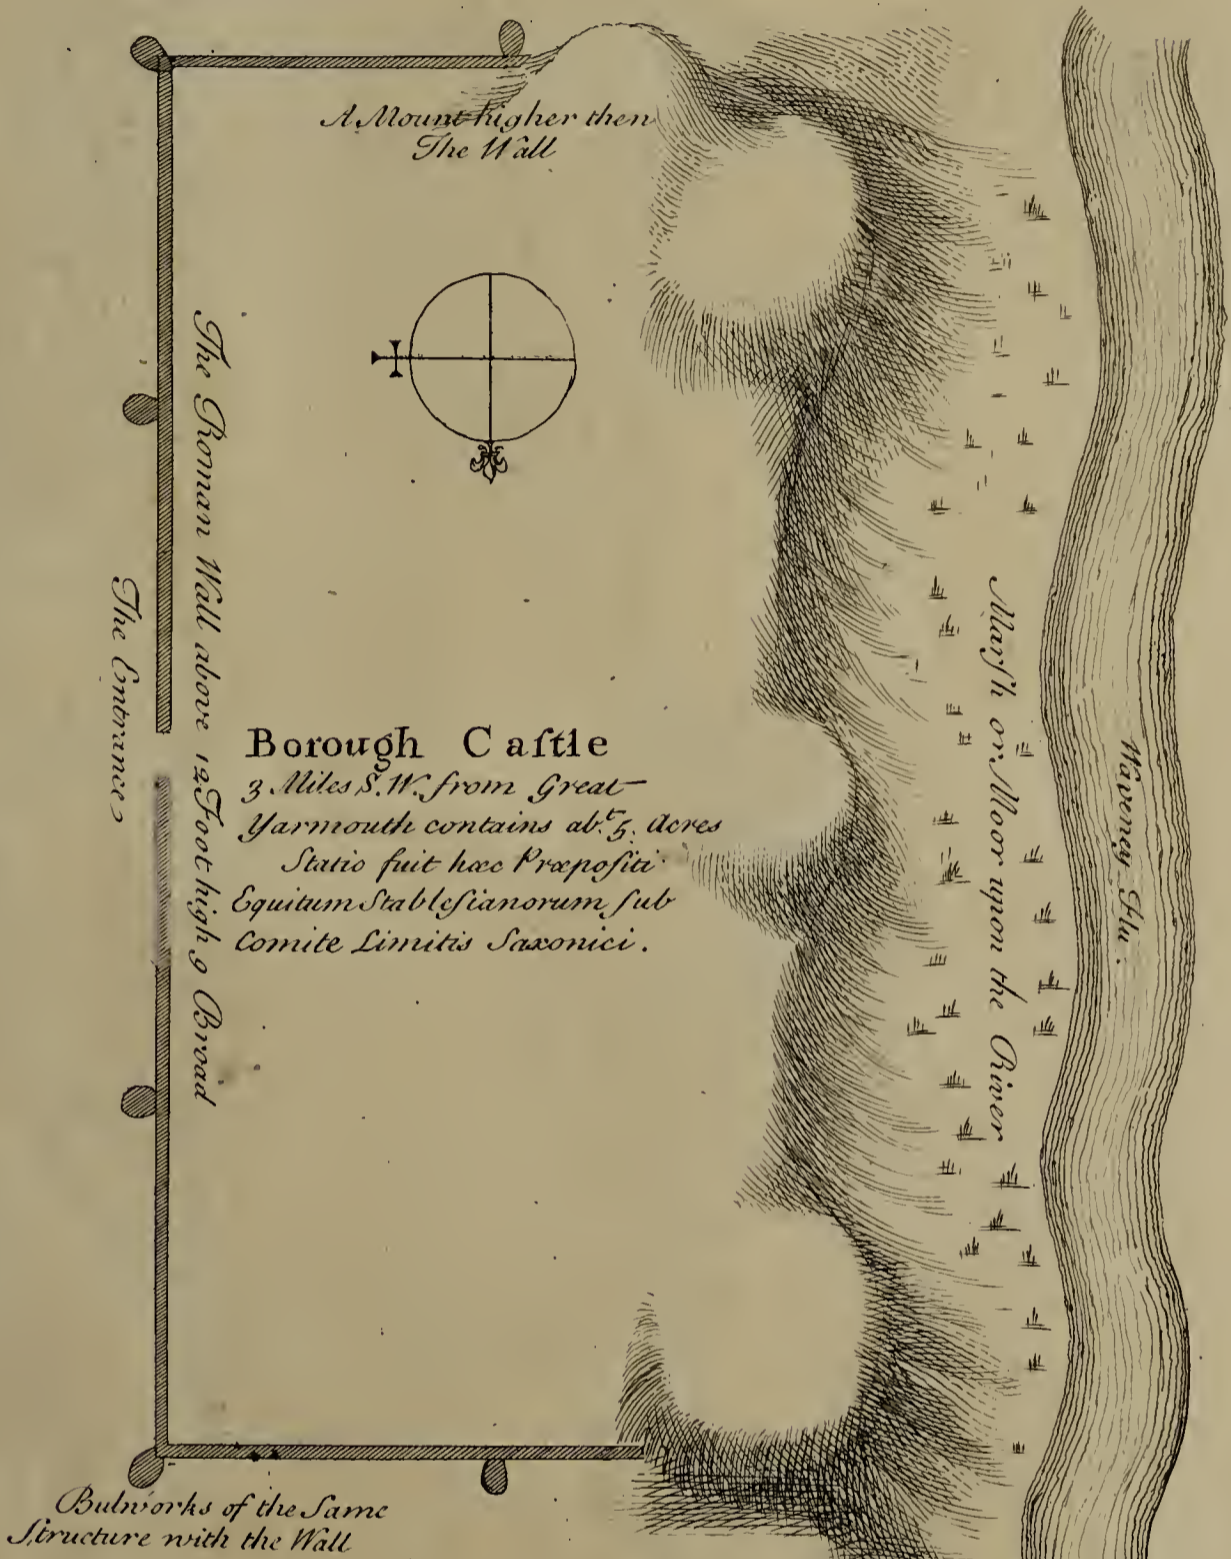 A Mount higher then
The Wall
The Roman Wall above 12 Foot high 9 Broad
The Entrance
Borough Caſtle
3 Miles S.W. from Great
Yarmouth contains abt. 5. Acres
Statio fuit hæc Præpoſiti
Equitum Stableſianorum ſub
Comite Limitis Saxonici.
Marſh or Moor upon the River
Waveney Flu.
Bulworks of the Same
Structure with the Wall